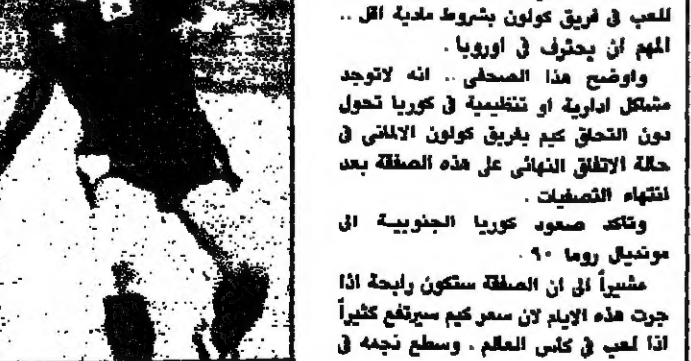 للعب في فريق كولون بشروط مادية اقل ..
المهم ان يحترف في اوروبا .
واوضح هذا الصحفى .. انه لاتوجد
مشاكل ادارية او تنظيمية في كوريا تحول
دون التحاق كيم بفريق كولون الالماني في
حالة الاتفاق النهائى على هذه الصفقة بعد
انتهاء التصفيات .
وتاكد صعود كوريا الجنوبية الى
مونديال روما ٩٠ .
مشيراً الى ان الصفقة ستكون رابحة اذا
جرت هذه الايام لان سعر كيم سيرتفع كثيراً
اذا لعب في كاس العالم . وسطع نجمه في